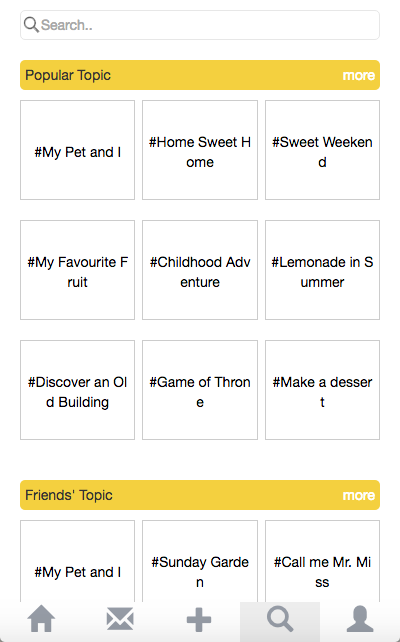 Search..
Popular Topic more
#My Pet and I
#Home Sweet H
ome
#Sweet Weeken
d
#My Favourite F
ruit
#Childhood Adv
enture
#Lemonade in S
ummer
#Discover an Ol
d Building
#Game of Thron
e
#Make a desser
t
Friends' Topic more
#My Pet and I
#Sunday Garde
n
#Call me Mr. Mi
ss